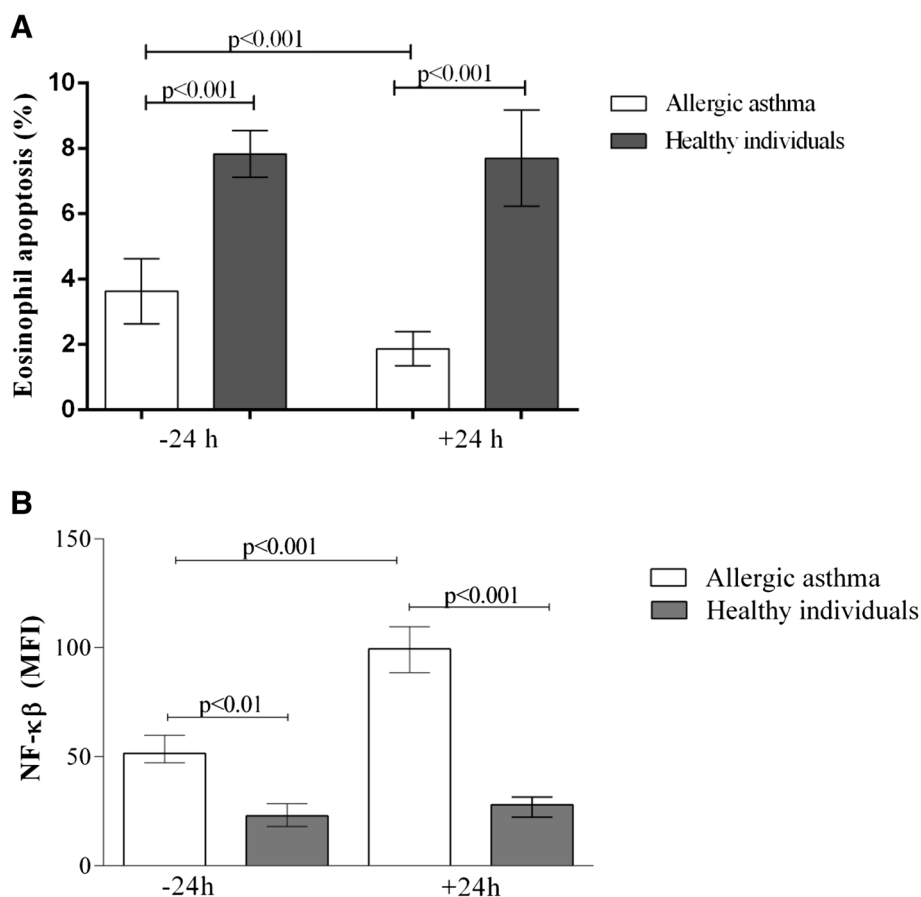 A
p<0.001
p<0.001
p<0.001
10
8
6
4
2
0
Eosinophil apoptosis (%)
-24 h
+24 h
Allergic asthma
Healthy individuals
B
150
100
50
0
NF-κβ (MFI)
p<0.001
p<0.001
p<0.01
-24h
+24h
Allergic asthma
Healthy individuals